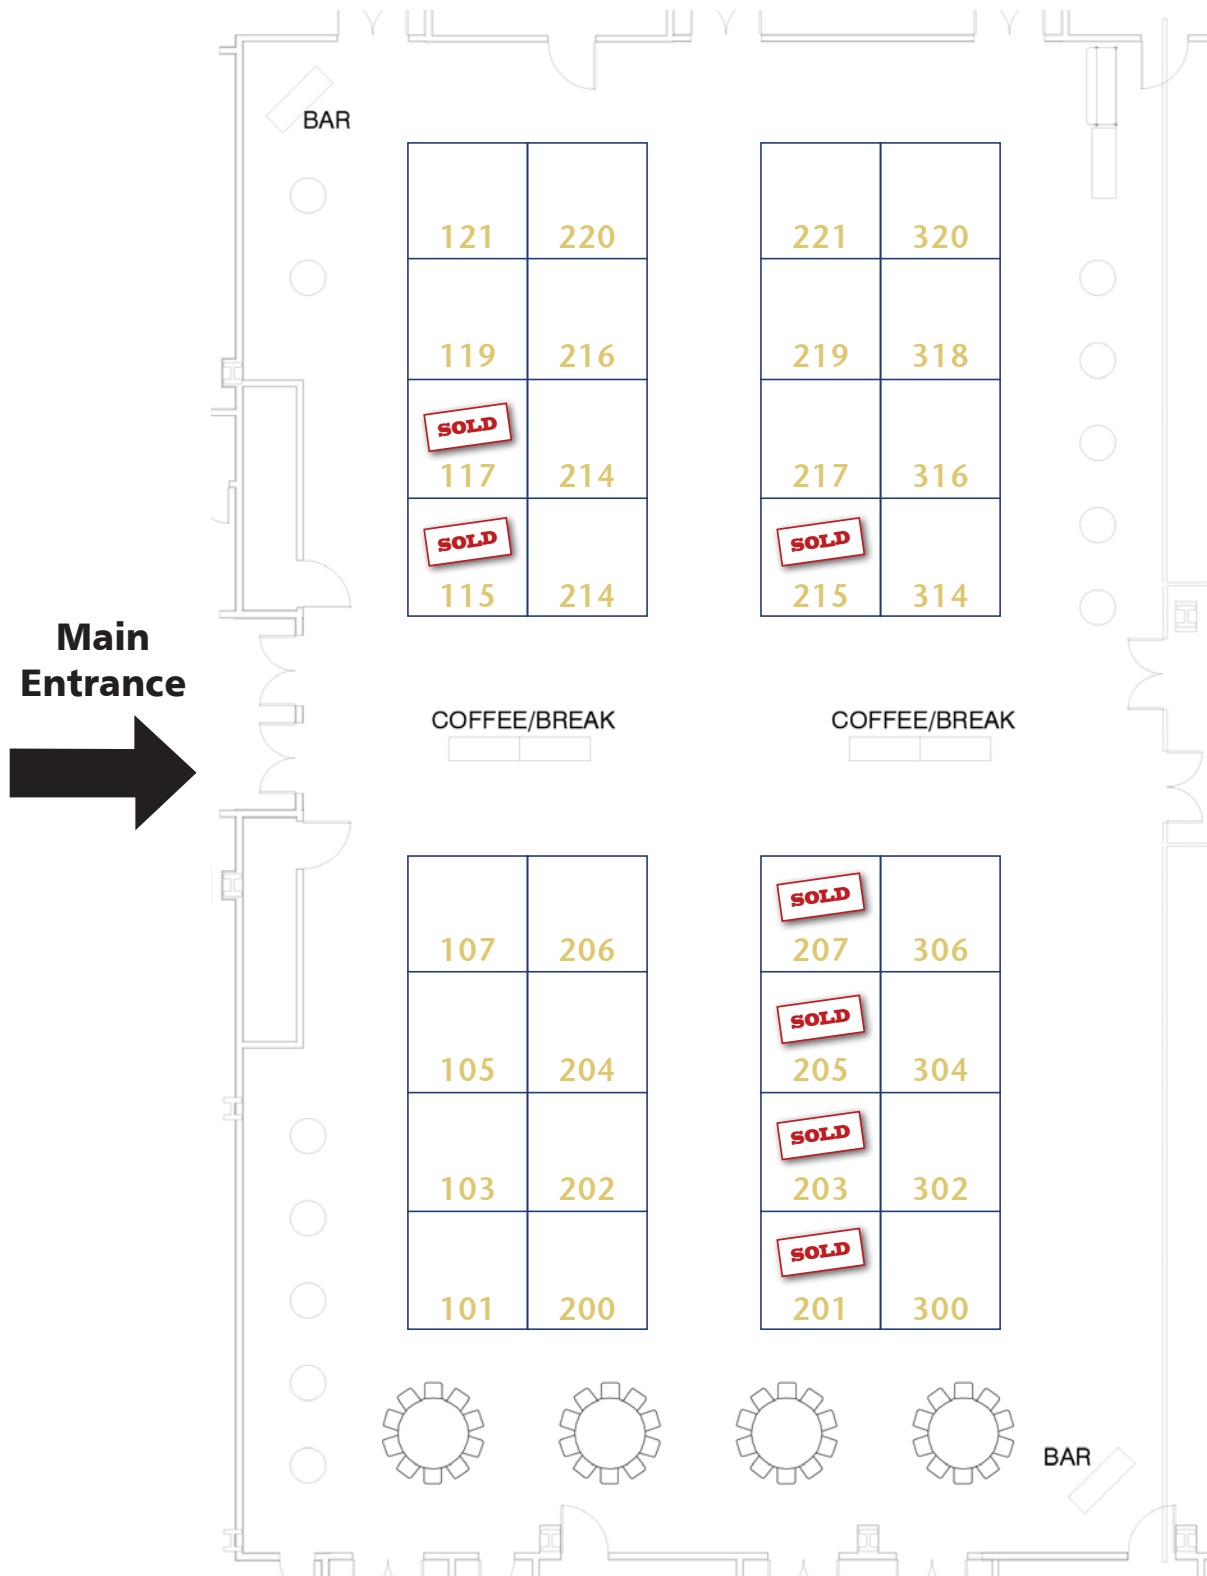 BAR
121 220 221 320
119 216 219 318
SOLD
117 214 217 316
SOLD SOLD
115 214 215 314
Main
Entrance
COFFEE/BREAK COFFEE/BREAK
SOLD
107 206 207 306
SOLD
105 204 205 304
SOLD
103 202 203 302
SOLD
101 200 201 300
BAR